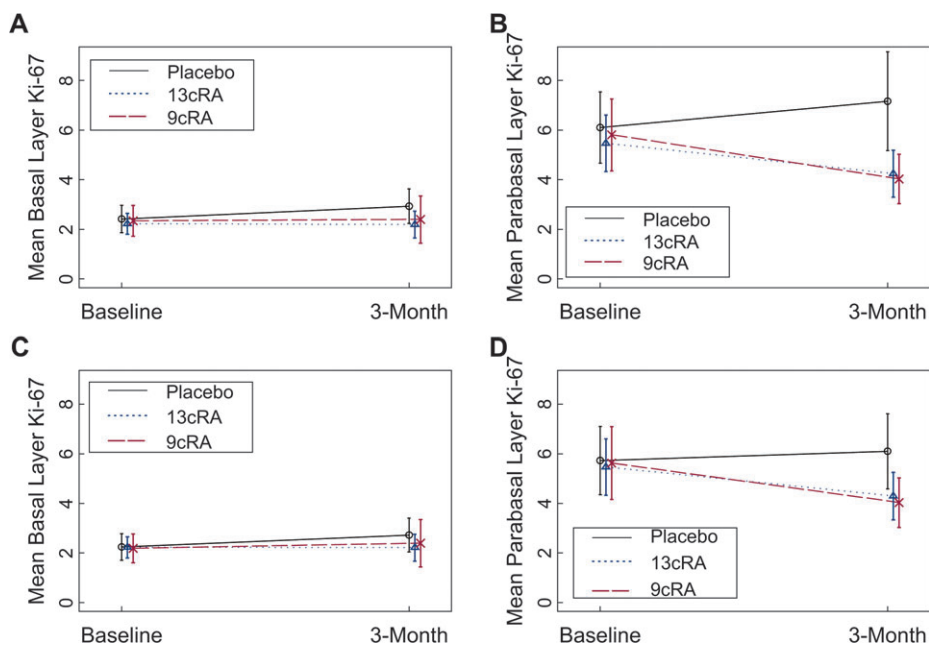 A
Mean Basal Layer Ki-67
8
6
4
2
0
Placebo
13cRA
9cRA
Baseline
3-Month
B
Mean Parabasal Layer Ki-67
8
6
4
2
0
Placebo
13cRA
9cRA
Baseline
3-Month
C
Mean Basal Layer Ki-67
8
6
4
2
0
Placebo
13cRA
9cRA
Baseline
3-Month
D
Mean Parabasal Layer Ki-67
8
6
4
2
0
Placebo
13cRA
9cRA
Baseline
3-Month